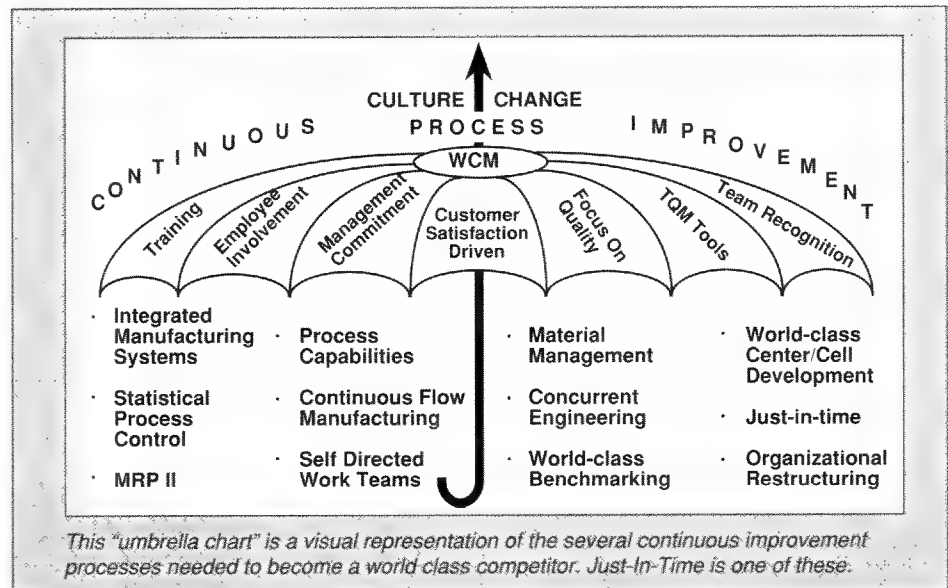 CULTURE CHANGE
CONTINUOUS PROCESS IMPROVEMENT
WCM
Training
Employee
Involvement
Management
Commitment
Customer
Satisfaction
Driven
Focus On
Quality
TQM Tools
Team Recognition
· Integrated
Manufacturing
Systems
· Statistical
Process
Control
· MRP II
· Process
Capabilities
· Continuous Flow
Manufacturing
· Self Directed
Work Teams
· Material
Management
· Concurrent
Engineering
· World-class
Benchmarking
· World-class
Center/Cell
Development
· Just-in-time
· Organizational
Restructuring
This "umbrella chart" is a visual representation of the several continuous improvement
processes needed to become a world class competitor. Just-In-Time is one of these.